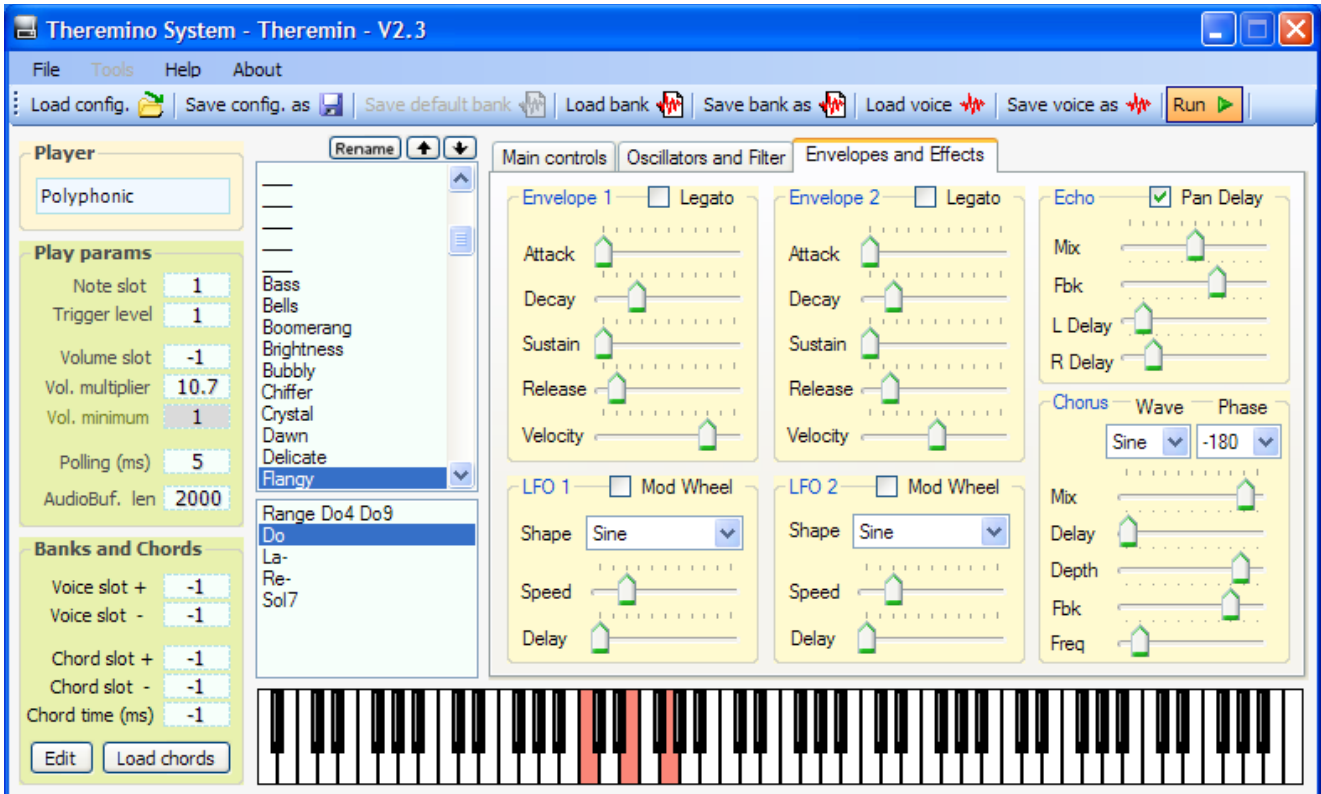 Theremino System - Theremin - V2.3
File Tools Help About
Load config. Save config. as Save default bank Load bank Save bank as Load voice Save voice as Run
Player
Polyphonic
Play params
Note slot 1
Trigger level 1
Volume slot -1
Vol. multiplier 10.7
Vol. minimum 1
Polling (ms) 5
AudioBuf. len 2000
Banks and Chords
Voice slot + -1
Voice slot - -1
Chord slot + -1
Chord slot - -1
Chord time (ms) -1
Edit Load chords
Rename
Bass
Bells
Boomerang
Brightness
Bubbly
Chiffer
Crystal
Dawn
Delicate
Flangy
Range Do4 Do9
Do
La-
Re-
Sol7
Main controls Oscillators and Filter Envelopes and Effects
Envelope 1 Legato
Attack
Decay
Sustain
Release
Velocity
Envelope 2 Legato
Attack
Decay
Sustain
Release
Velocity
Echo Pan Delay
Mix
Fbk
L Delay
R Delay
LFO 1 Mod Wheel
Shape Sine
Speed
Delay
LFO 2 Mod Wheel
Shape Sine
Speed
Delay
Chorus Wave Phase
Sine -180
Mix
Delay
Depth
Fbk
Freq